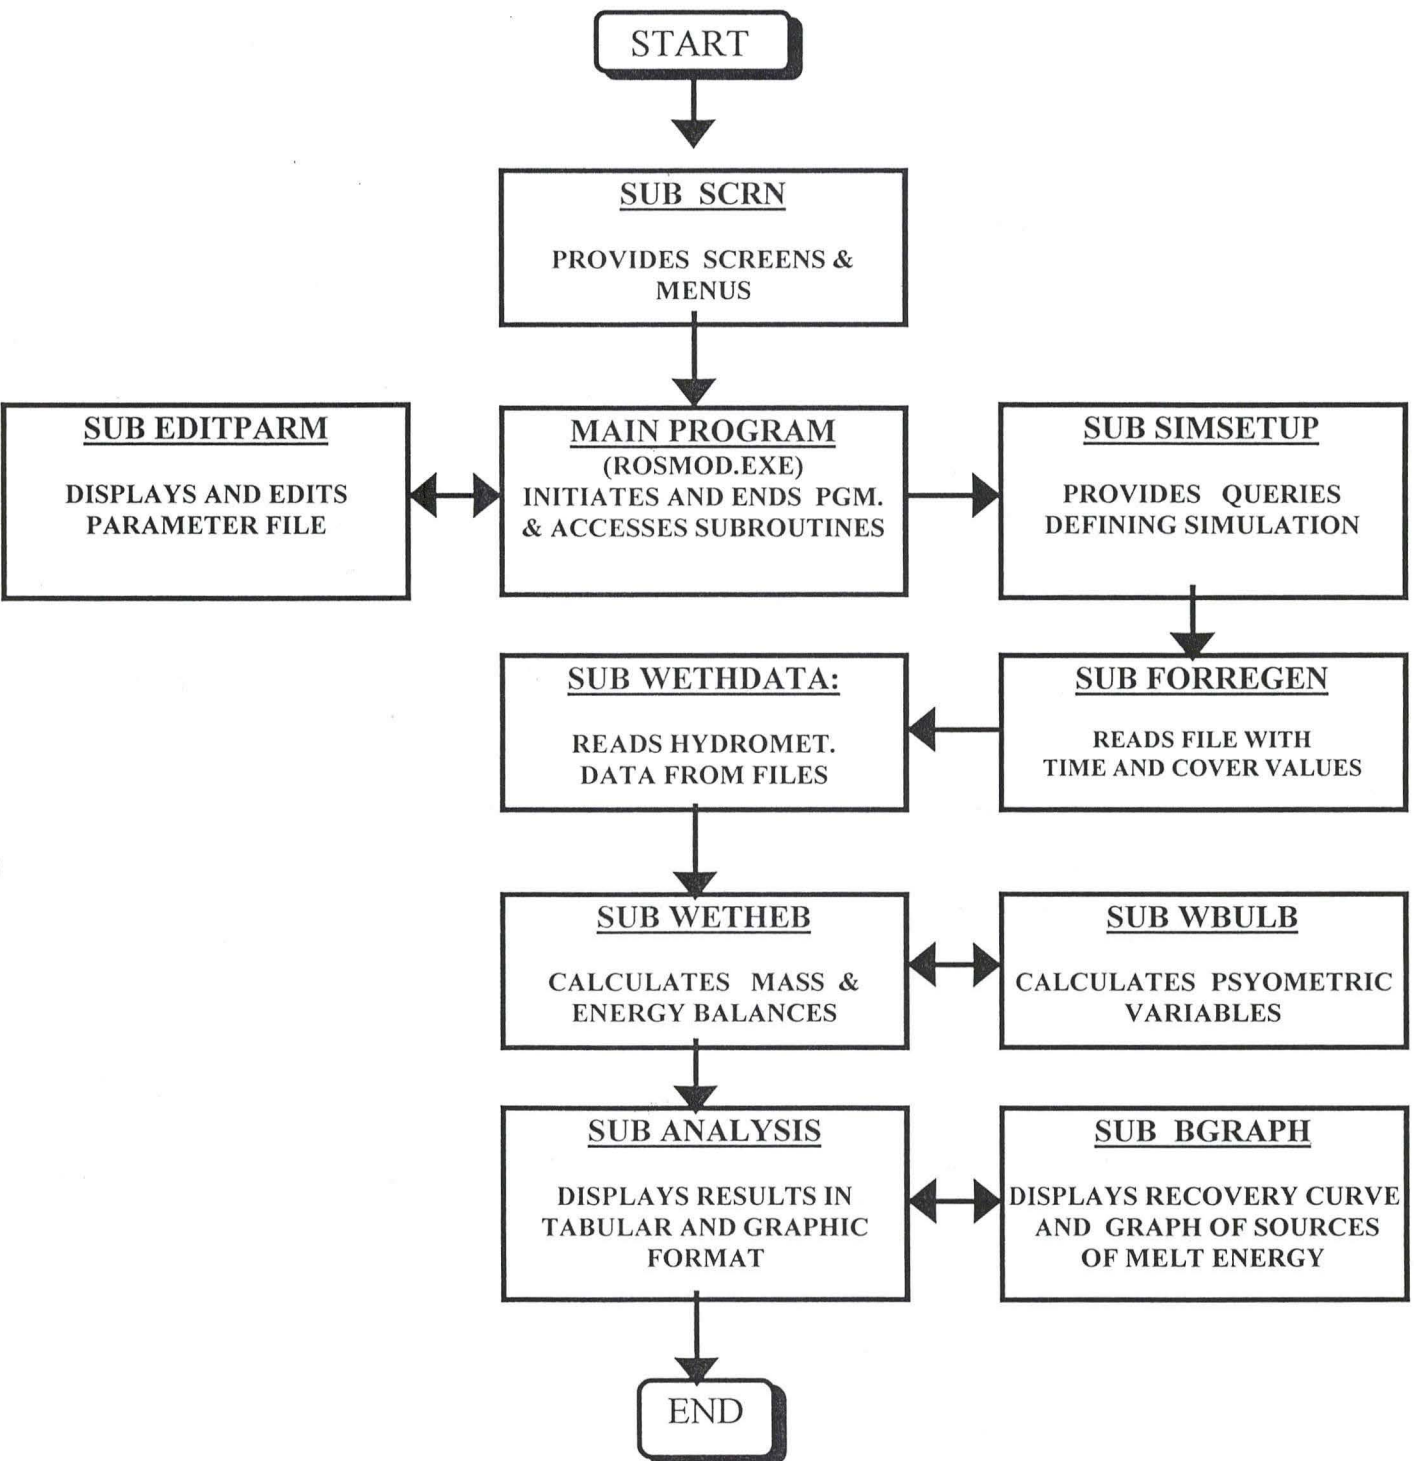 START
SUB SCRN
PROVIDES SCREENS &
MENUS
SUB EDITPARM
DISPLAYS AND EDITS
PARAMETER FILE
MAIN PROGRAM
(ROSMOD.EXE)
INITIATES AND ENDS PGM.
& ACCESSES SUBROUTINES
SUB SIMSETUP
PROVIDES QUERIES
DEFINING SIMULATION
SUB WETHDATA:
READS HYDROMET.
DATA FROM FILES
SUB FORREGEN
READS FILE WITH
TIME AND COVER VALUES
SUB WETHEB
CALCULATES MASS &
ENERGY BALANCES
SUB WBULB
CALCULATES PSYOMETRIC
VARIABLES
SUB ANALYSIS
DISPLAYS RESULTS IN
TABULAR AND GRAPHIC
FORMAT
SUB BGRAPH
DISPLAYS RECOVERY CURVE
AND GRAPH OF SOURCES
OF MELT ENERGY
END